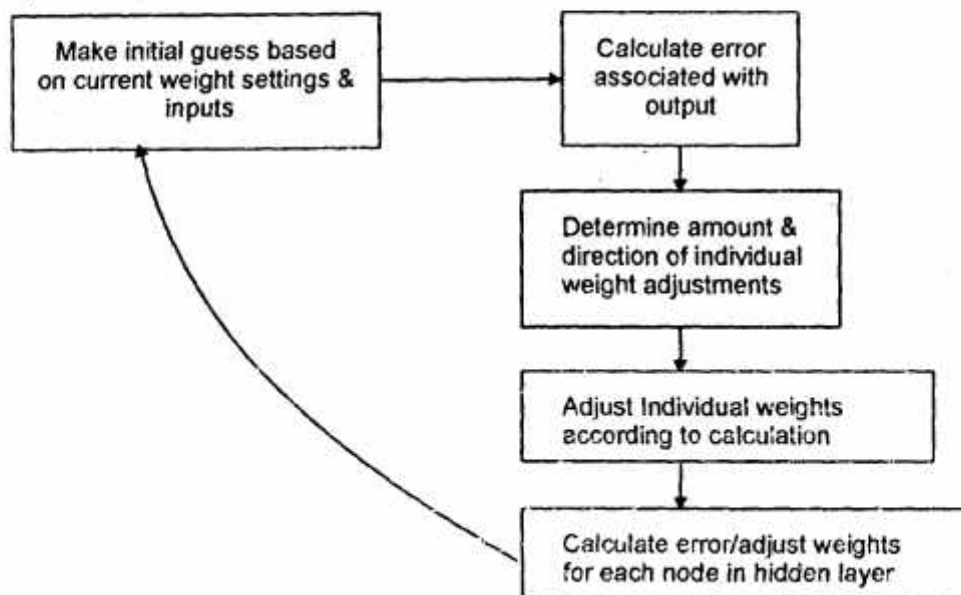 Make initial guess based
on current weight settings &
inputs
Calculate error
associated with
output
Determine amount &
direction of individual
weight adjustments
Adjust Individual weights
according to calculation
Calculate error/adjust weights
for each node in hidden layer